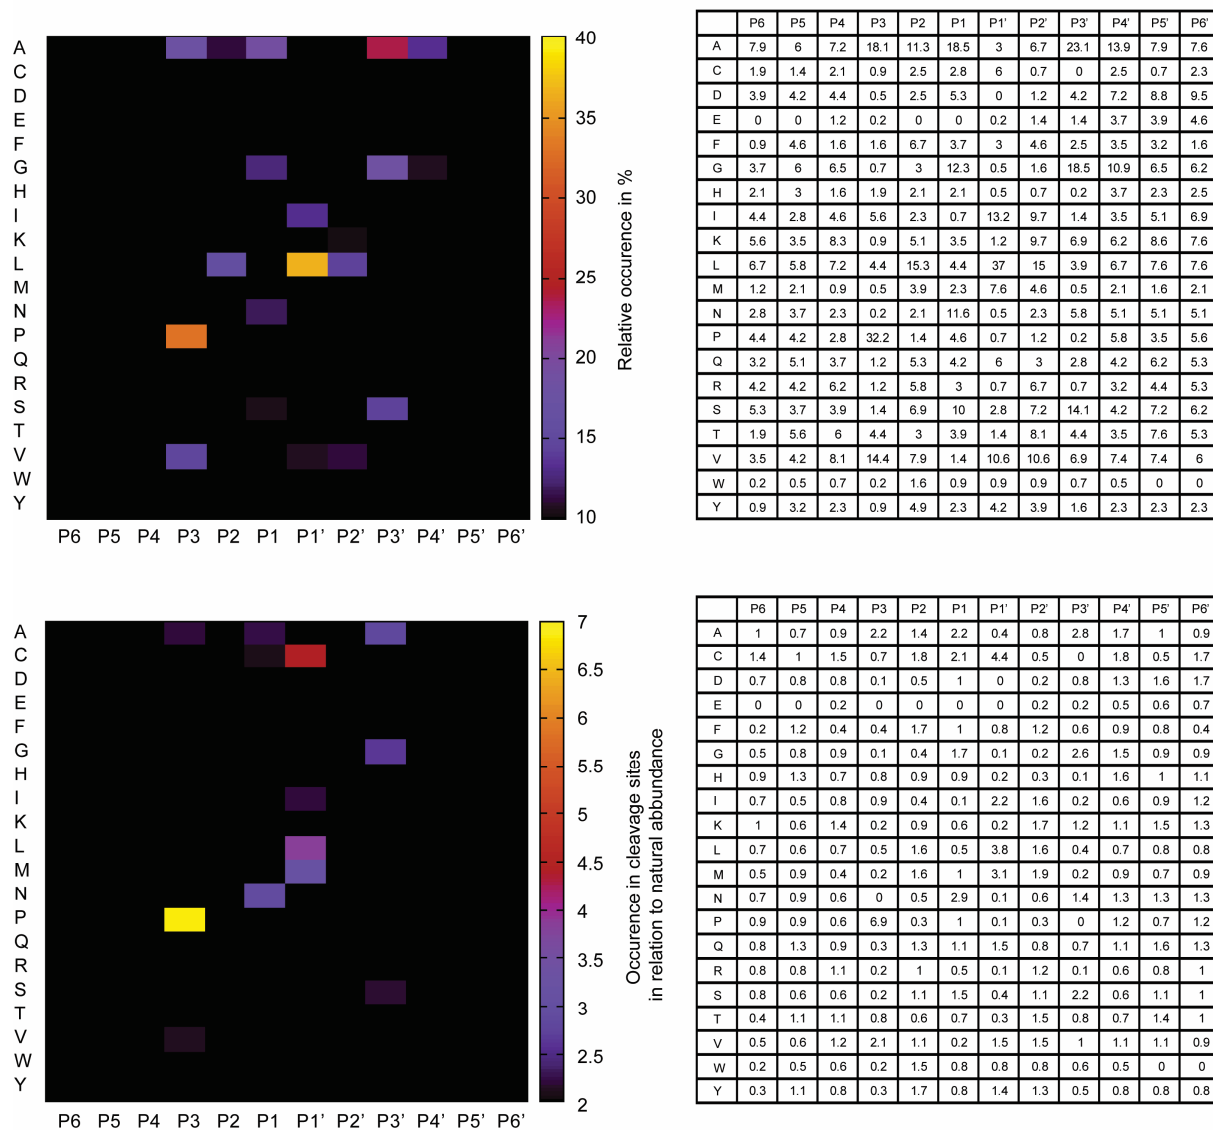 A
C
D
E
F
G
H
I
K
L
M
N
P
Q
R
S
T
V
W
Y
P6 P5 P4 P3 P2 P1 P1' P2' P3' P4' P5' P6'
40
35
30
25
20
15
10
Relative occurence in %
P6 P5 P4 P3 P2 P1 P1' P2' P3' P4' P5' P6'
A 7.9 6 7.2 18.1 11.3 18.5 3 6.7 23.1 13.9 7.9 7.6
C 1.9 1.4 2.1 0.9 2.5 2.8 6 0.7 0 2.5 0.7 2.3
D 3.9 4.2 4.4 0.5 2.5 5.3 0 1.2 4.2 7.2 8.8 9.5
E 0 0 1.2 0.2 0 0 0.2 1.4 1.4 3.7 3.9 4.6
F 0.9 4.6 1.6 1.6 6.7 3.7 3 4.6 2.5 3.5 3.2 1.6
G 3.7 6 6.5 0.7 3 12.3 0.5 1.6 18.5 10.9 6.5 6.2
H 2.1 3 1.6 1.9 2.1 2.1 0.5 0.7 0.2 3.7 2.3 2.5
I 4.4 2.8 4.6 5.6 2.3 0.7 13.2 9.7 1.4 3.5 5.1 6.9
K 5.6 3.5 8.3 0.9 5.1 3.5 1.2 9.7 6.9 6.2 8.6 7.6
L 6.7 5.8 7.2 4.4 15.3 4.4 37 15 3.9 6.7 7.6 7.6
M 1.2 2.1 0.9 0.5 3.9 2.3 7.6 4.6 0.5 2.1 1.6 2.1
N 2.8 3.7 2.3 0.2 2.1 11.6 0.5 2.3 5.8 5.1 5.1 5.1
P 4.4 4.2 2.8 32.2 1.4 4.6 0.7 1.2 0.2 5.8 3.5 5.6
Q 3.2 5.1 3.7 1.2 5.3 4.2 6 3 2.8 4.2 6.2 5.3
R 4.2 4.2 6.2 1.2 5.8 3 0.7 6.7 0.7 3.2 4.4 5.3
S 5.3 3.7 3.9 1.4 6.9 10 2.8 7.2 14.1 4.2 7.2 6.2
T 1.9 5.6 6 4.4 3 3.9 1.4 8.1 4.4 3.5 7.6 5.3
V 3.5 4.2 8.1 14.4 7.9 1.4 10.6 10.6 6.9 7.4 7.4 6
W 0.2 0.5 0.7 0.2 1.6 0.9 0.9 0.9 0.7 0.5 0 0
Y 0.9 3.2 2.3 0.9 4.9 2.3 4.2 3.9 1.6 2.3 2.3 2.3
A
C
D
E
F
G
H
I
K
L
M
N
P
Q
R
S
T
V
W
Y
P6 P5 P4 P3 P2 P1 P1' P2' P3' P4' P5' P6'
7
6.5
6
5.5
5
4.5
4
3.5
3
2.5
2
Occurence in cleavage sites
in relation to natural abbundance
P6 P5 P4 P3 P2 P1 P1' P2' P3' P4' P5' P6'
A 1 0.7 0.9 2.2 1.4 2.2 0.4 0.8 2.8 1.7 1 0.9
C 1.4 1 1.5 0.7 1.8 2.1 4.4 0.5 0 1.8 0.5 1.7
D 0.7 0.8 0.8 0.1 0.5 1 0 0.2 0.8 1.3 1.6 1.7
E 0 0 0.2 0 0 0 0 0.2 0.2 0.5 0.6 0.7
F 0.2 1.2 0.4 0.4 1.7 1 0.8 1.2 0.6 0.9 0.8 0.4
G 0.5 0.8 0.9 0.1 0.4 1.7 0.1 0.2 2.6 1.5 0.9 0.9
H 0.9 1.3 0.7 0.8 0.9 0.9 0.2 0.3 0.1 1.6 1 1.1
I 0.7 0.5 0.8 0.9 0.4 0.1 2.2 1.6 0.2 0.6 0.9 1.2
K 1 0.6 1.4 0.2 0.9 0.6 0.2 1.7 1.2 1.1 1.5 1.3
L 0.7 0.6 0.7 0.5 1.6 0.5 3.8 1.6 0.4 0.7 0.8 0.8
M 0.5 0.9 0.4 0.2 1.6 1 3.1 1.9 0.2 0.9 0.7 0.9
N 0.7 0.9 0.6 0 0.5 2.9 0.1 0.6 1.4 1.3 1.3 1.3
P 0.9 0.9 0.6 6.9 0.3 1 0.1 0.3 0 1.2 0.7 1.2
Q 0.8 1.3 0.9 0.3 1.3 1.1 1.5 0.8 0.7 1.1 1.6 1.3
R 0.8 0.8 1.1 0.2 1 0.5 0.1 1.2 0.1 0.6 0.8 1
S 0.8 0.6 0.6 0.2 1.1 1.5 0.4 1.1 2.2 0.6 1.1 1
T 0.4 1.1 1.1 0.8 0.6 0.7 0.3 1.5 0.8 0.7 1.4 1
V 0.5 0.6 1.2 2.1 1.1 0.2 1.5 1.5 1 1.1 1.1 0.9
W 0.2 0.5 0.6 0.2 1.5 0.8 0.8 0.8 0.6 0.5 0 0
Y 0.3 1.1 0.8 0.3 1.7 0.8 1.4 1.3 0.5 0.8 0.8 0.8